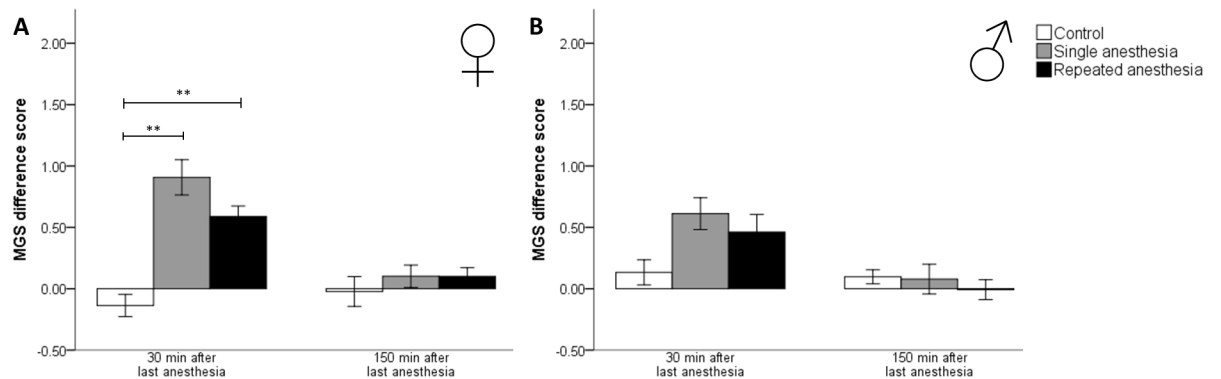 A
MGS difference score
2.00
1.50
1.00
0.50
0.00
-0.50
**
**
30 min after
last anesthesia
150 min after
last anesthesia
B
MGS difference score
2.00
1.50
1.00
0.50
0.00
-0.50
30 min after
last anesthesia
150 min after
last anesthesia
Control
Single anesthesia
Repeated anesthesia